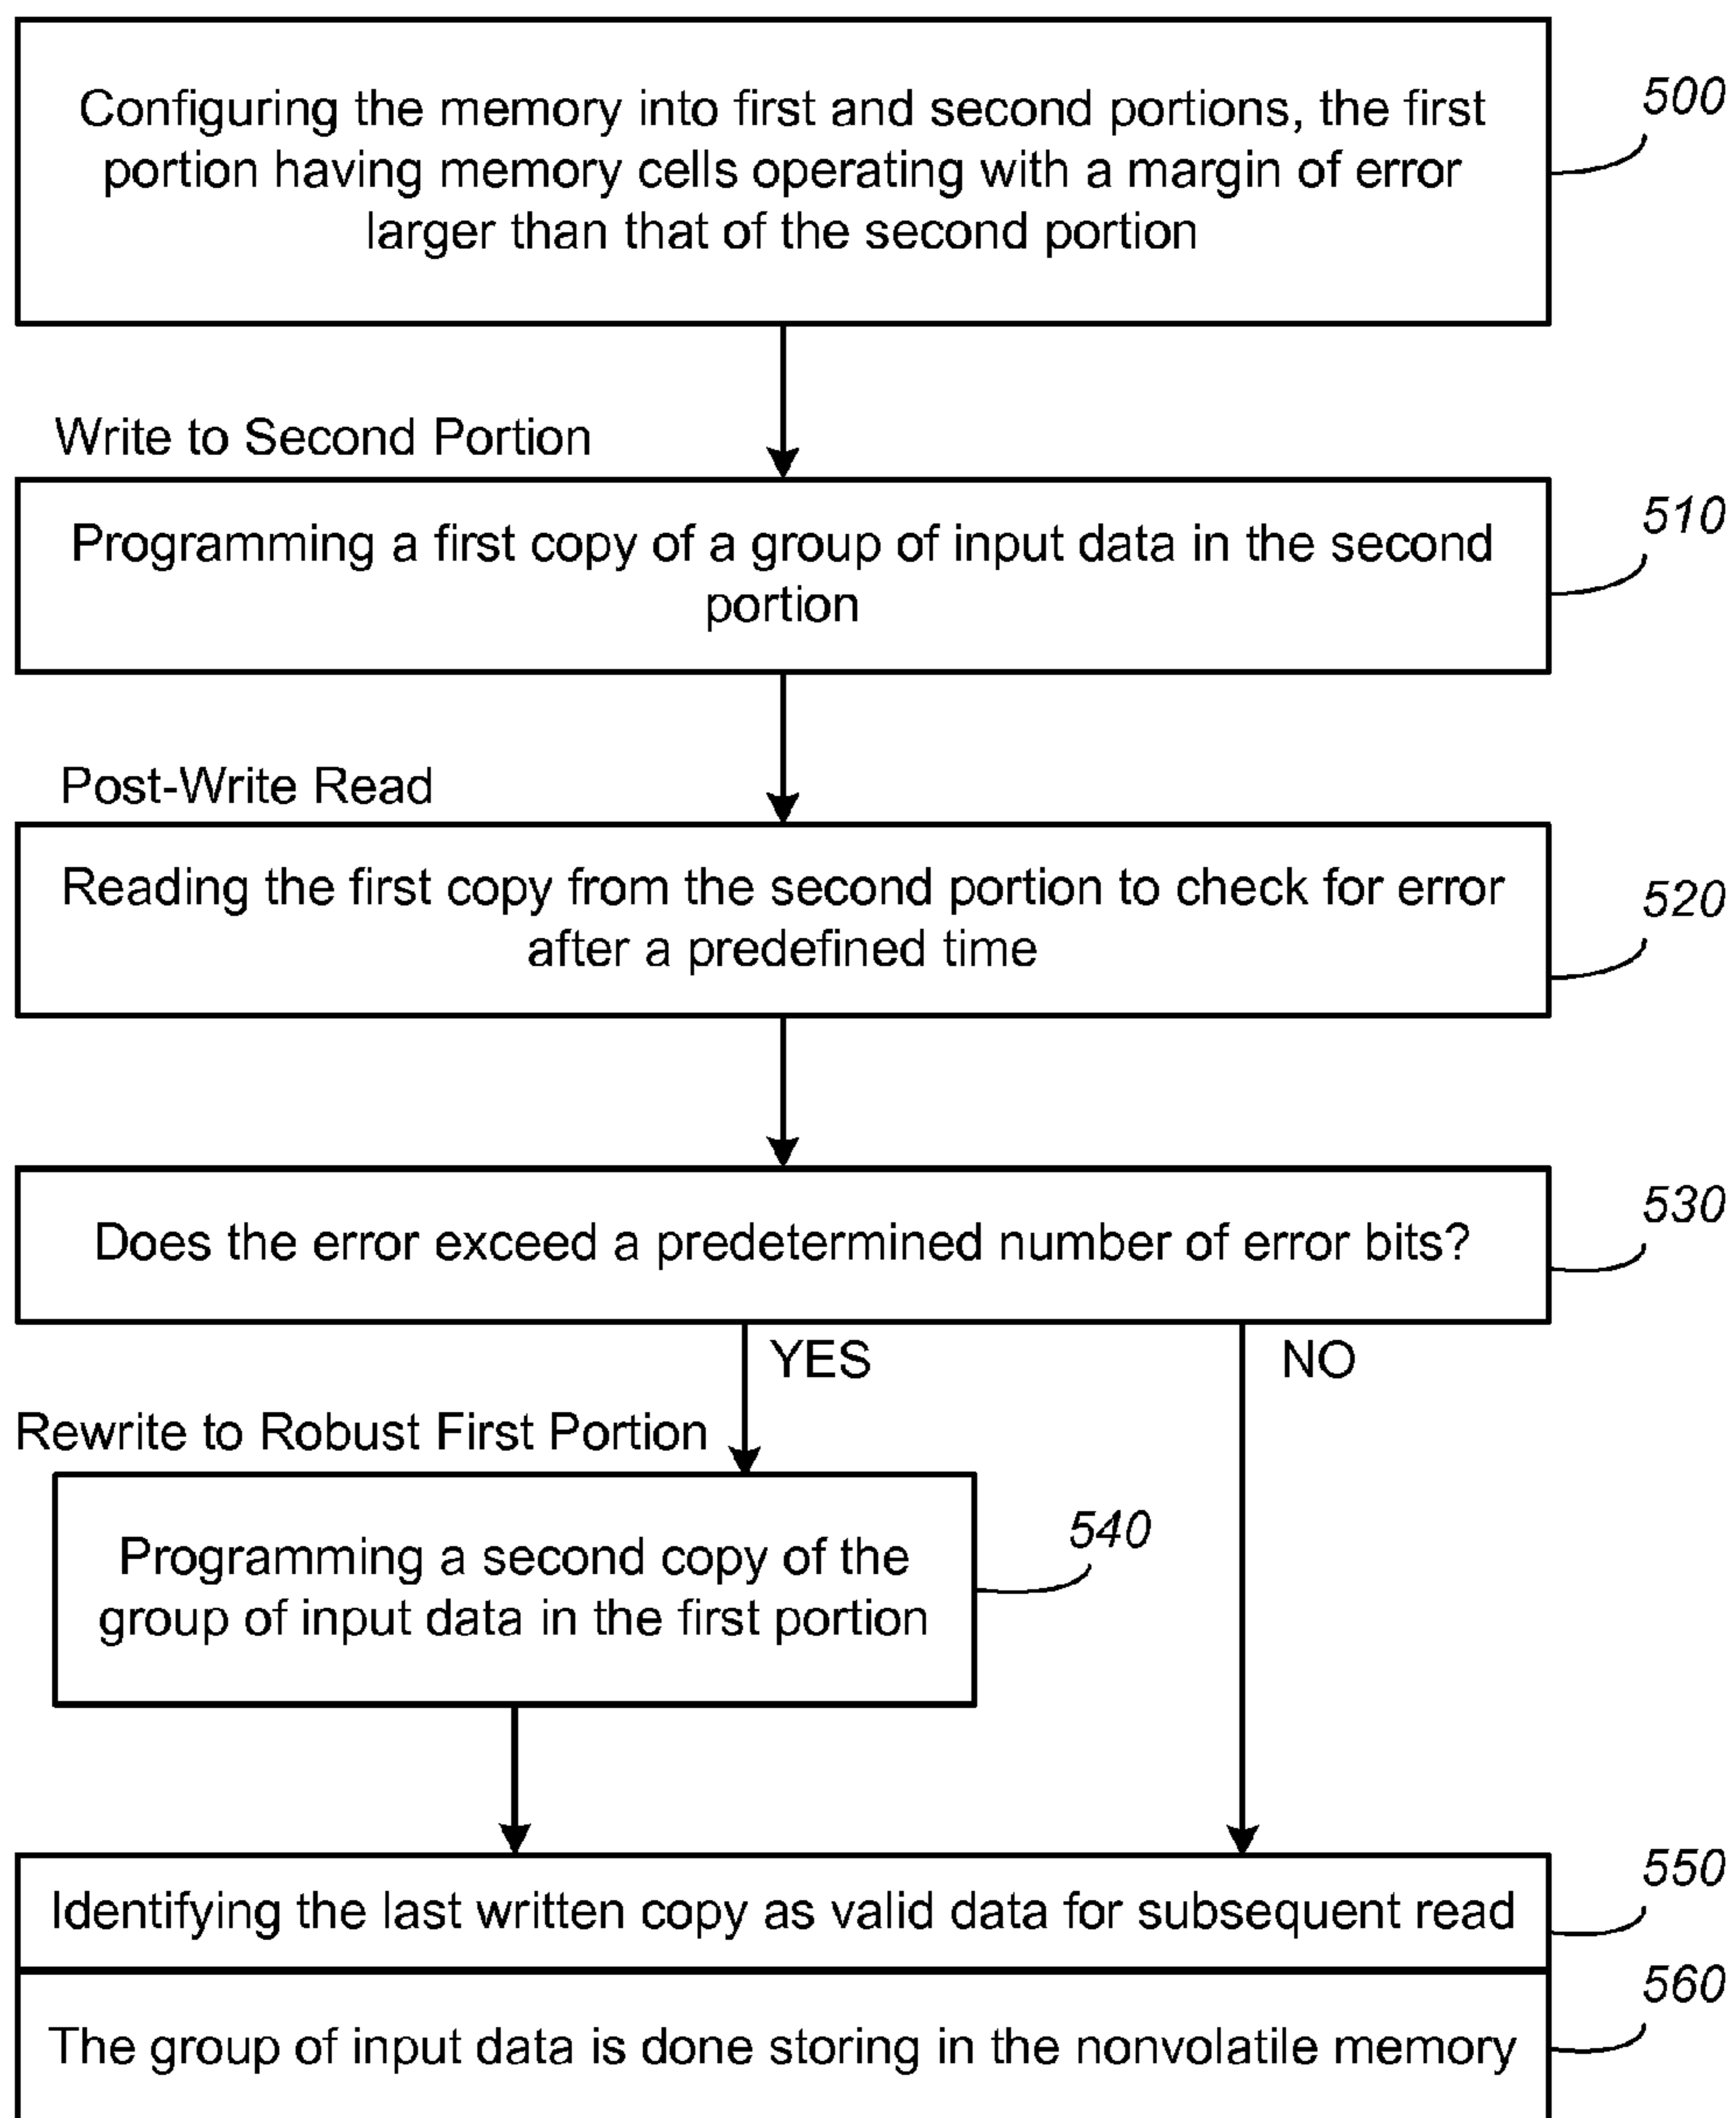 Configuring the memory into first and second portions, the first
portion having memory cells operating with a margin of error
larger than that of the second portion
500
Write to Second Portion
Programming a first copy of a group of input data in the second
portion
510
Post-Write Read
Reading the first copy from the second portion to check for error
after a predefined time
520
Does the error exceed a predetermined number of error bits?
530
YES
NO
Rewrite to Robust First Portion
Programming a second copy of the
group of input data in the first portion
540
Identifying the last written copy as valid data for subsequent read
550
The group of input data is done storing in the nonvolatile memory
560